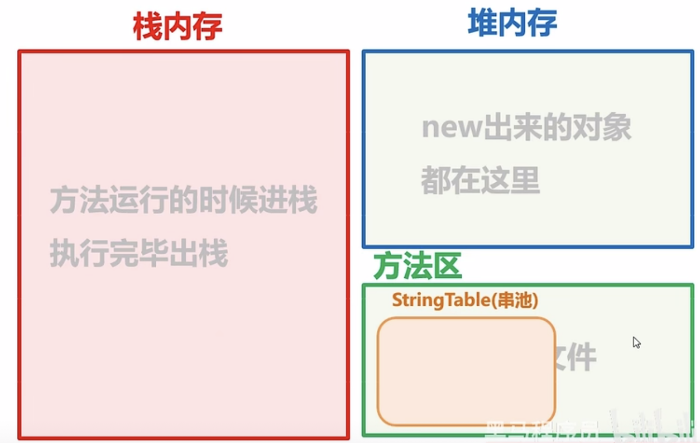 栈内存
堆内存
方法运行的时候进栈
执行完毕出栈
new出来的对象
都在这里
方法区
StringTable(串池)
文件